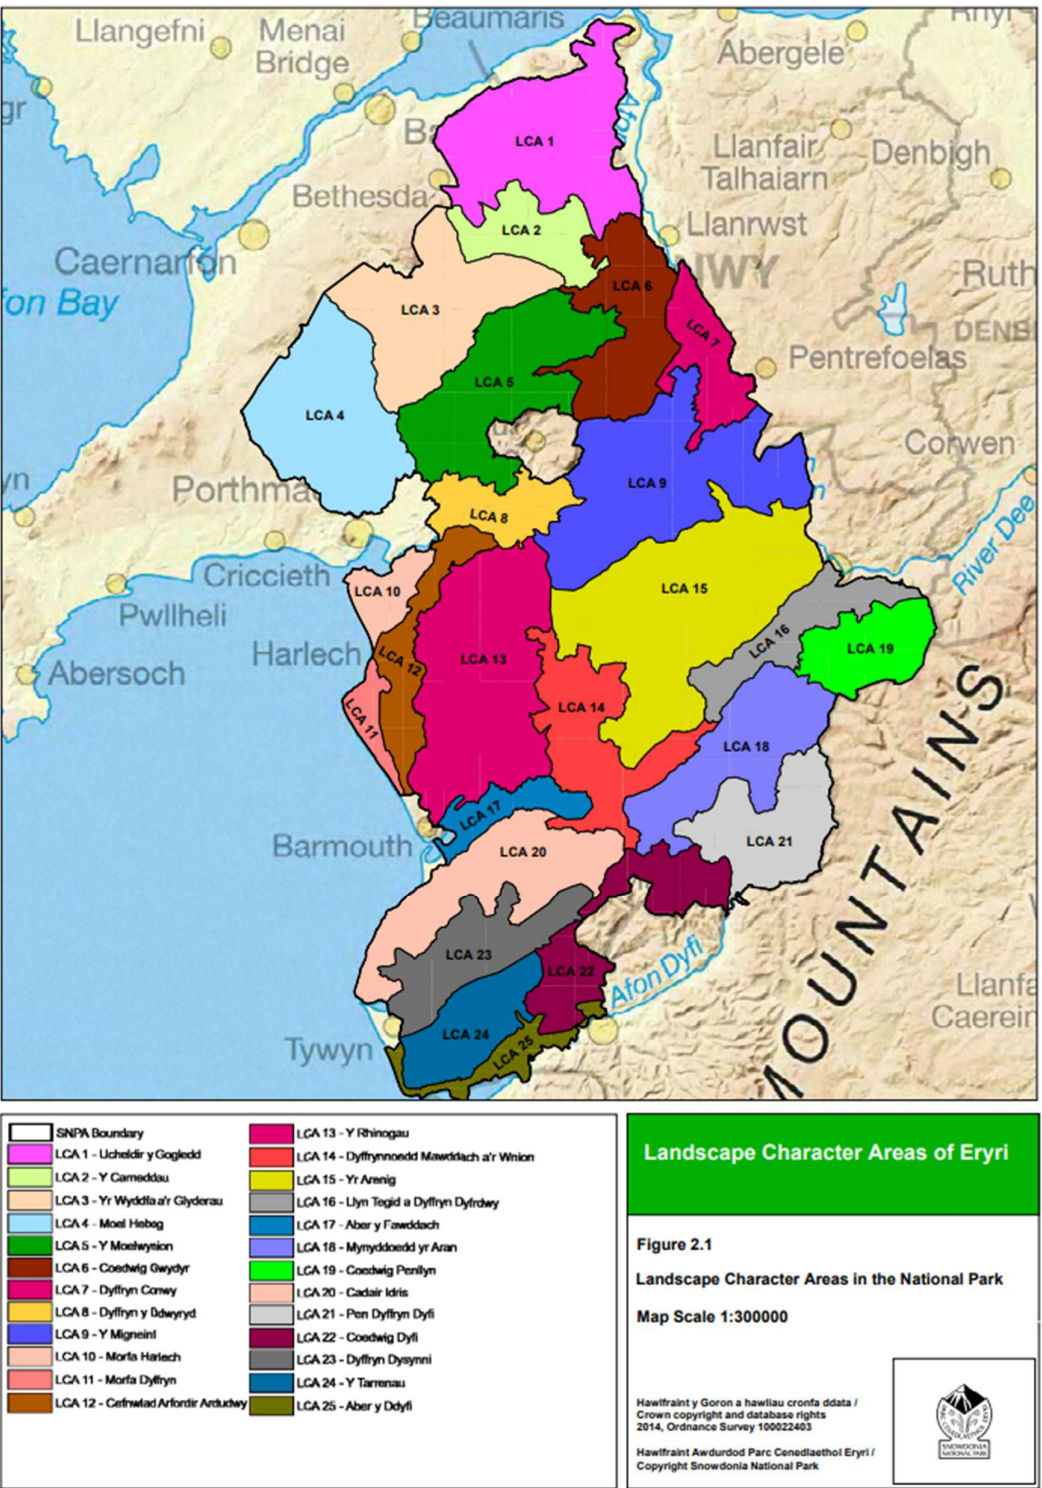 Beaumaris
Rhyl
Llangefni
Menai
Bridge
Abergele
gr
Afon
Ba
LCA 1
Llanfair
Talhaiarn
Denbigh
Bethesda
LCA 2
Llanrwst
Caernarfon
fon Bay
NWY
Ruth
LCA 6
LCA 3
LCA 7
DENBI
Pentrefoelas
LCA 5
LCA 4
Corwen
yn
Porthma
LCA 9
LCA 8
River Dee
Criccieth
LCA 10
LCA 15
Pwllheli
LCA 16
LCA 19
Harlech
LCA 12
LCA 13
Abersoch
LCA 14
LCA 11
LCA 18
LCA 17
Barmouth
LCA 20
LCA 21
MOUNTAINS
LCA 23
LCA 22
Afon Dyfi
Llanfa
Caerein
LCA 24
Tywyn
LCA 25
SNPA Boundary
LCA 1 - Ucheldir y Gogledd
LCA 2 - Y Carneddau
LCA 3 - Yr Wyddfa a'r Glyderau
LCA 4 - Moel Hebog
LCA 5 - Y Moelwynion
LCA 6 - Coedwig Gwydyr
LCA 7 - Dyffryn Conwy
LCA 8 - Dyffryn y Ddwyryd
LCA 9 - Y Migneint
LCA 10 - Morfa Harlech
LCA 11 - Morfa Dyffryn
LCA 12 - Cefnwlad Arfordir Ardudwy
LCA 13 - Y Rhinogau
LCA 14 - Dyffrynnoedd Mawddach a'r Wnion
LCA 15 - Yr Arenig
LCA 16 - Llyn Tegid a Dyffryn Dyfrdwy
LCA 17 - Aber y Fawddach
LCA 18 - Mynyddoedd yr Aran
LCA 19 - Coedwig Penllyn
LCA 20 - Cadair Idris
LCA 21 - Pen Dyffryn Dyfi
LCA 22 - Coedwig Dyfi
LCA 23 - Dyffryn Dysynni
LCA 24 - Y Tarrenau
LCA 25 - Aber y Ddyfi
Landscape Character Areas of Eryri
Figure 2.1
Landscape Character Areas in the National Park
Map Scale 1:300000
Hawlfraint y Goron a hawliau cronfa ddata /
Crown copyright and database rights
2014, Ordnance Survey 100022403
Hawlfraint Awdurdod Parc Cenedlaethol Eryri /
Copyright Snowdonia National Park
SNOWDONIA
NATIONAL PARK